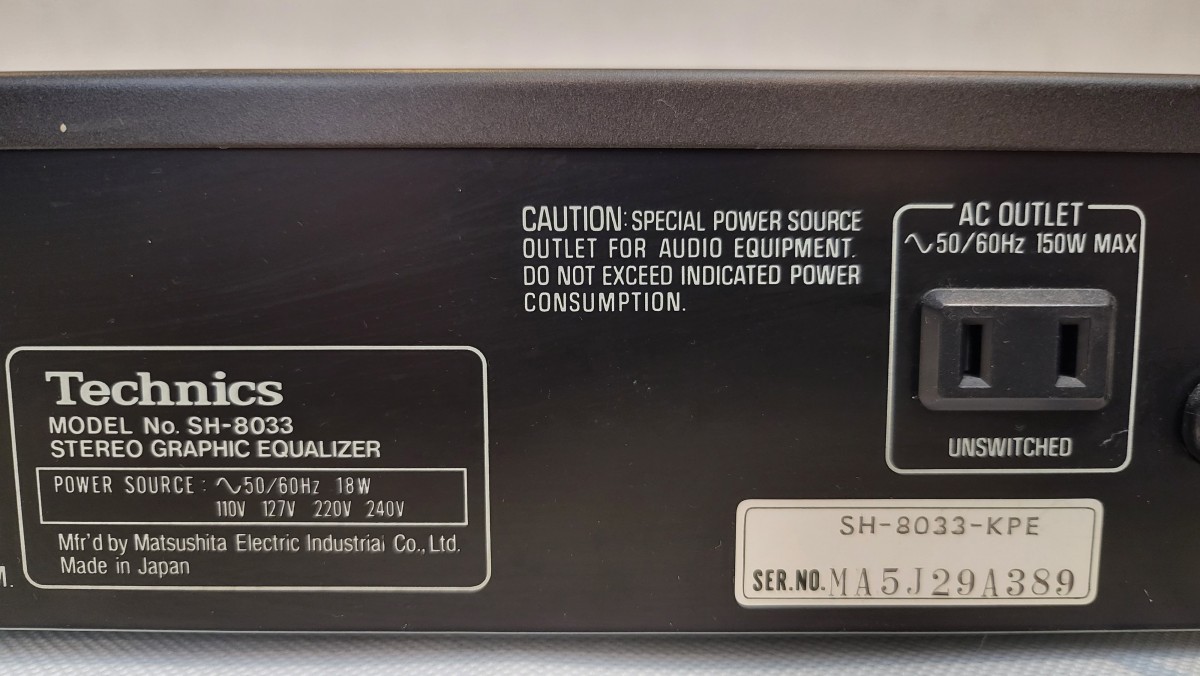 CAUTION: SPECIAL POWER SOURCE
OUTLET FOR AUDIO EQUIPMENT.
DO NOT EXCEED INDICATED POWER
CONSUMPTION.
AC OUTLET
∿50/60Hz 150W MAX
UNSWITCHED
Technics
MODEL No. SH-8033
STEREO GRAPHIC EQUALIZER
POWER SOURCE: ∿50/60Hz 18W
110V 127V 220V 240V
Mfr'd by Matsushita Electric Industrial Co., Ltd.
Made in Japan
SH-8033-KPE
SER.NO. MA5J29A389